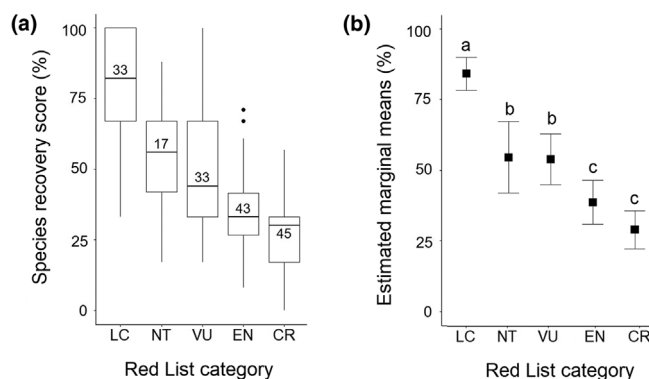 (a)
Species recovery score (%)
100
75
50
25
0
33
17
33
43
45
LC NT VU EN CR
Red List category
(b)
Estimated marginal means (%)
100
75
50
25
0
a
b
b
c
c
LC NT VU EN CR
Red List category